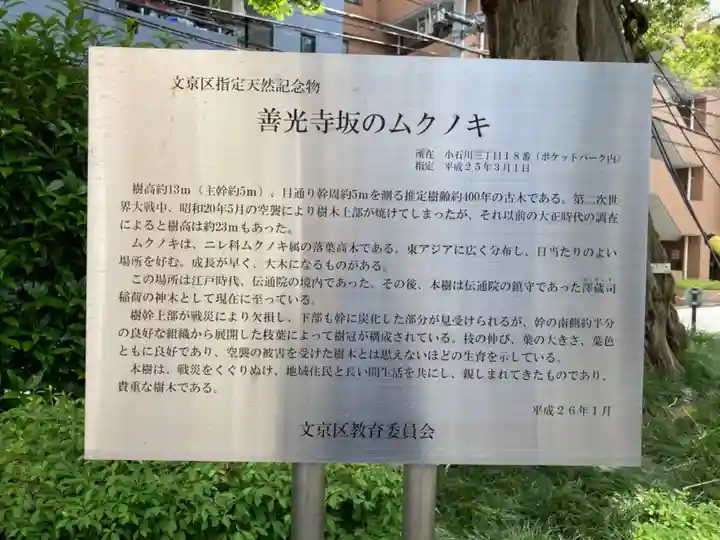 文京区指定天然記念物
善光寺坂のムクノキ
所在 小石川三丁目18番(ポケットパーク内)
指定 平成25年3月1日
樹高約13m(主幹約5m)、目通り幹周約5mを測る推定樹齢約400年の古木である。第二次世
界大戦中、昭和20年5月の空襲により樹木上部が焼けてしまったが、それ以前の大正時代の調査
によると樹高は約23mもあった。
ムクノキは、ニレ科ムクノキ属の落葉高木である。東アジアに広く分布し、日当たりのよい
場所を好む。成長が早く、大木になるものがある。
この場所は江戸時代、伝通院の境内であった。その後、本樹は伝通院の鎮守であった澤蔵司
稲荷の神木として現在に至っている。
樹幹上部が戦災により欠損し、下部も幹に炭化した部分が見受けられるが、幹の南側約半分
の良好な組織から展開した枝葉によって樹冠が構成されている。枝の伸び、葉の大きさ、葉色
ともに良好であり、空襲の被害を受けた樹木とは思えないほどの生育を示している。
本樹は、戦災をくぐりぬけ、地域住民と長い間生活を共にし、親しまれてきたものであり、
貴重な樹木である。
平成26年1月
文京区教育委員会